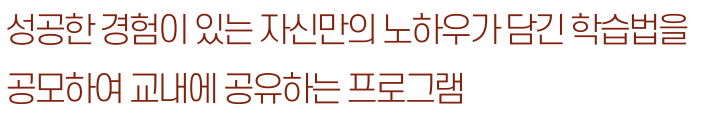 성공한 경험이 있는 자신만의 노하우가 담긴 학습법을
공모하여 교내에 공유하는 프로그램